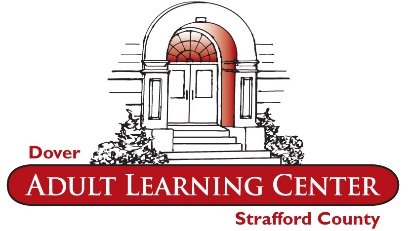 Dover
ADULT LEARNING CENTER
Strafford County